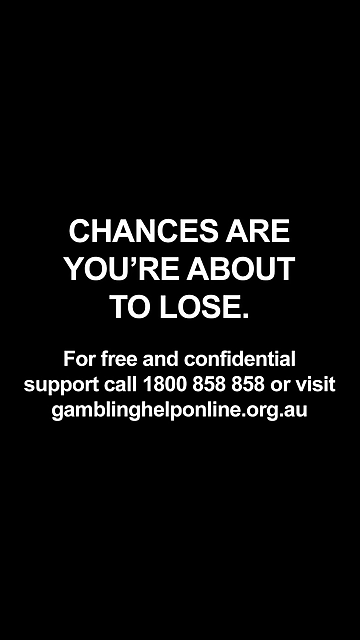 CHANCES ARE
YOU’RE ABOUT
TO LOSE.
For free and confidential
support call 1800 858 858 or visit
gamblinghelponline.org.au